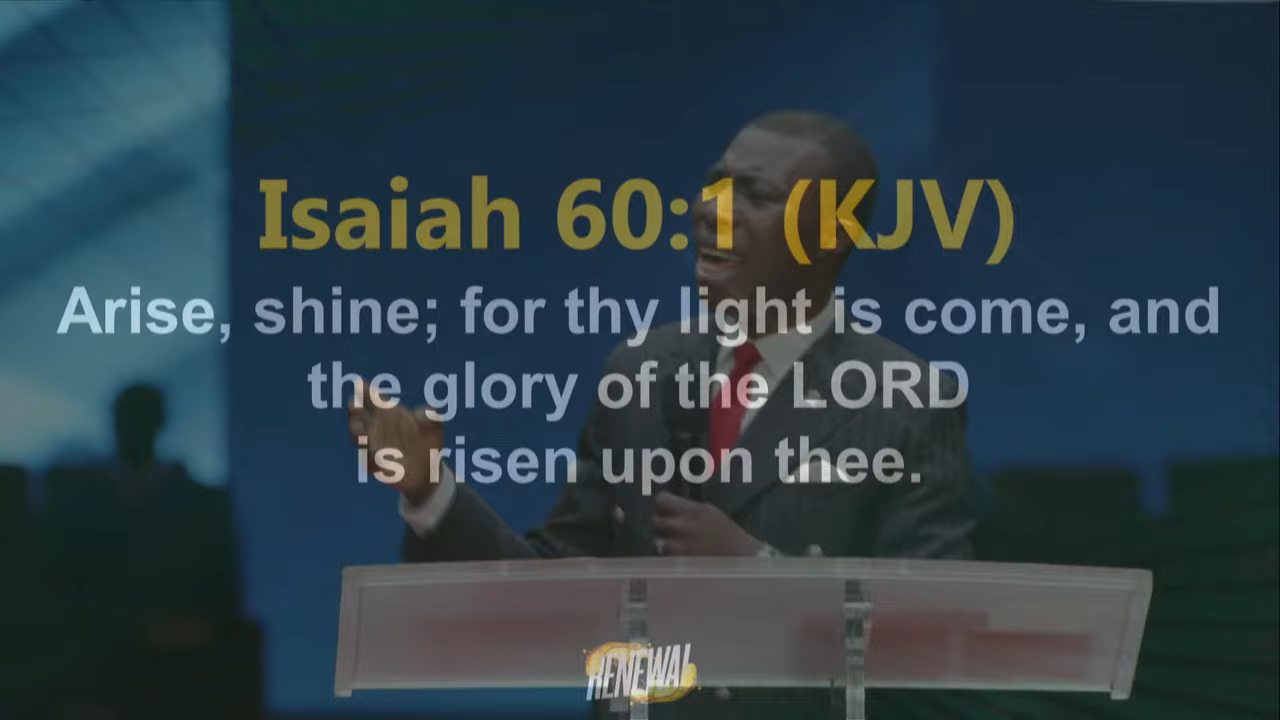 Isaiah 60:1 (KJV)
Arise, shine; for thy light is come, and
the glory of the LORD
is risen upon thee.
RENEWAL